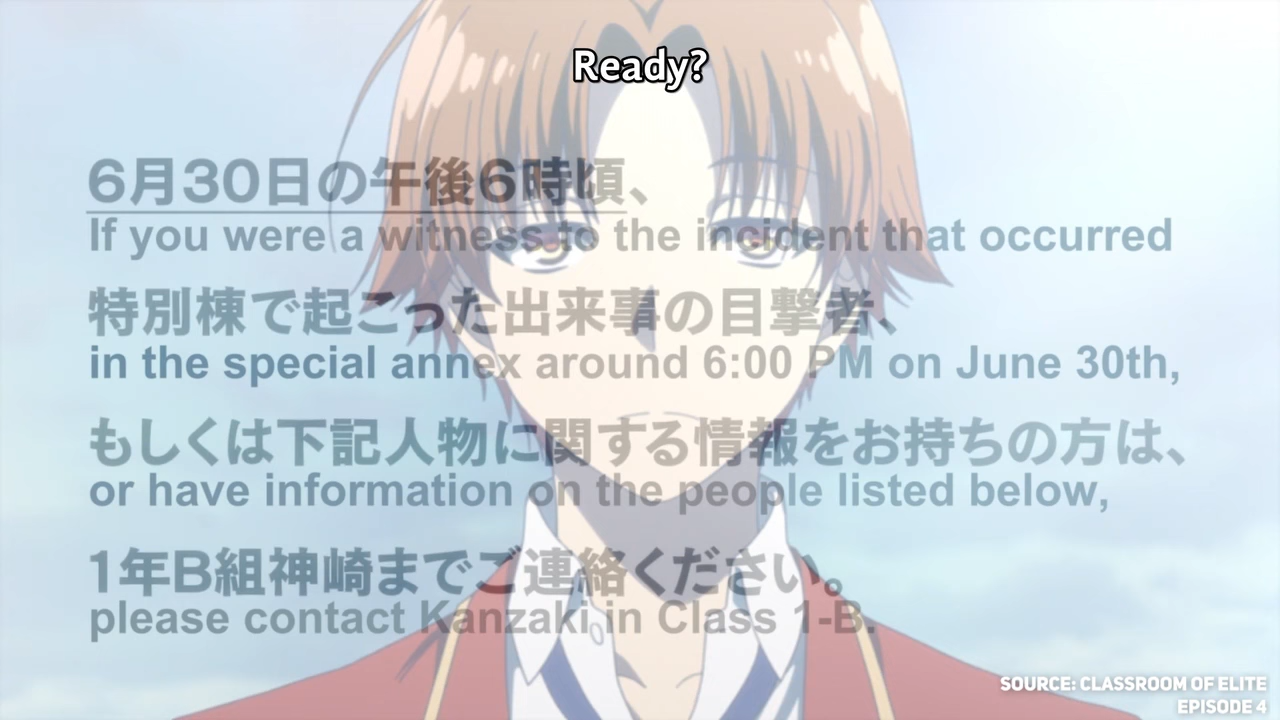 Ready?
6月30日の午後6時頃、
If you were a witness to the incident that occurred
特別棟で起こった出来事の目撃者、
in the special annex around 6:00 PM on June 30th,
もしくは下記人物に関する情報をお持ちの方は、
or have information on the people listed below,
1年B組神崎までご連絡ください。
please contact Kanzaki in Class 1-B.
SOURCE: CLASSROOM OF ELITE
EPISODE 4